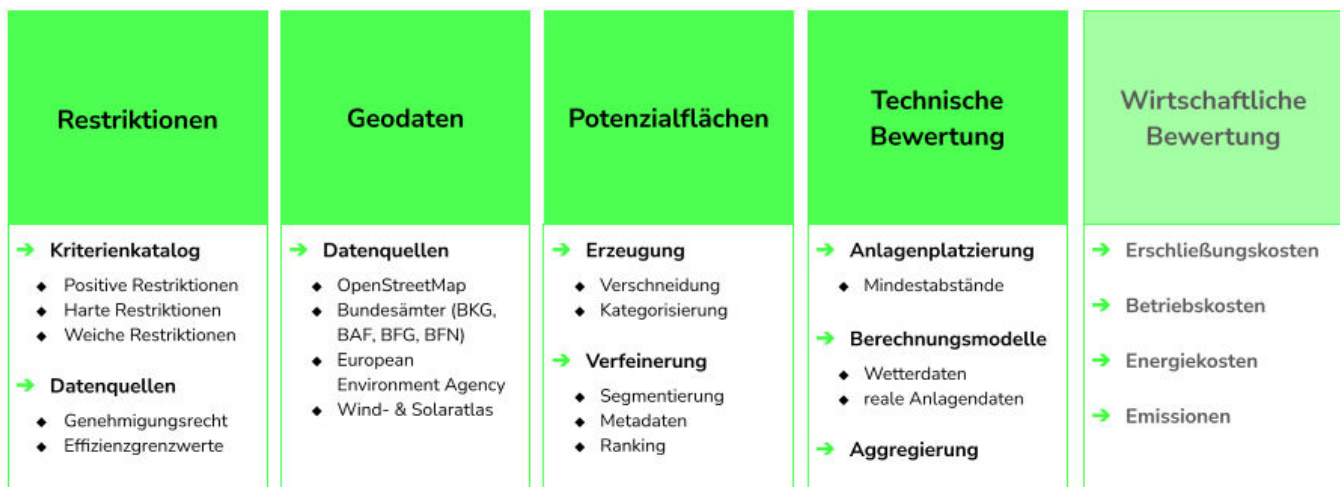 Restriktionen
Kriterienkatalog
Positive Restriktionen
Harte Restriktionen
Weiche Restriktionen
Datenquellen
Genehmigungsrecht
Effizienzgrenzwerte
Geodaten
Datenquellen
OpenStreetMap
Bundesämter (BKG,
BAF, BFG, BFN)
European
Environment Agency
Wind- & Solaratlas
Potenzialflächen
Erzeugung
Verschneidung
Kategorisierung
Verfeinerung
Segmentierung
Metadaten
Ranking
Technische
Bewertung
Anlagenplatzierung
Mindestabstände
Berechnungsmodelle
Wetterdaten
reale Anlagendaten
Aggregierung
Wirtschaftliche
Bewertung
Erschließungskosten
Betriebskosten
Energiekosten
Emissionen